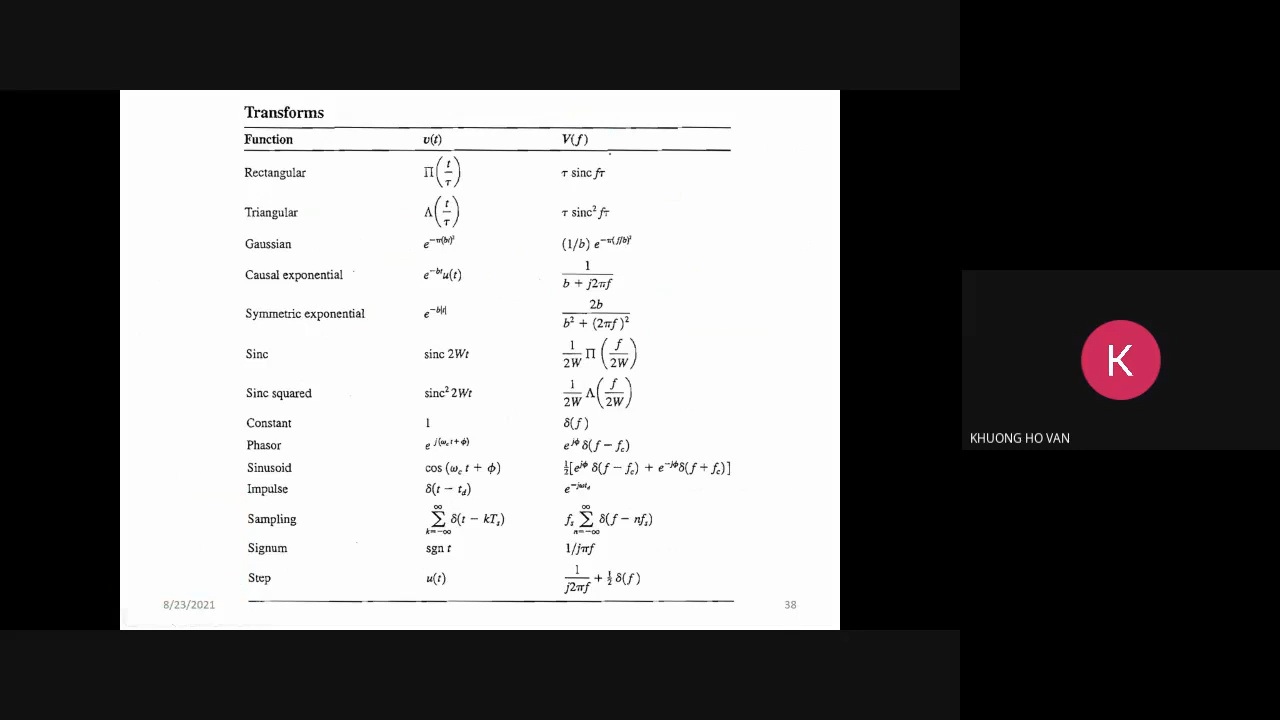 Transforms
Function v(t) V(f)
Rectangular Π(t/τ) τ sinc fτ
Triangular Λ(t/τ) τ sinc² fτ
Gaussian e^{-π(bt)²} (1/b) e^{-π(f/b)²}
Causal exponential e^{-bt}u(t) 1/(b + j2πf)
Symmetric exponential e^{-b|t|} 2b/(b² + (2πf)²)
Sinc sinc 2Wt 1/2W Π(f/2W)
Sinc squared sinc² 2Wt 1/2W Λ(f/2W)
Constant 1 δ(f)
Phasor e^{j(ω_c t + φ)} e^{jφ} δ(f − f_c)
Sinusoid cos (ω_c t + φ) ½[e^{jφ} δ(f − f_c) + e^{-jφ}δ(f + f_c)]
Impulse δ(t − t_d) e^{-jωt_d}
Sampling ∑_{k=−∞}^{∞} δ(t − kT_s) f_s ∑_{n=−∞}^{∞} δ(f − nf_s)
Signum sgn t 1/jπf
Step u(t) 1/j2πf + ½ δ(f)
8/23/2021 38
K
KHUONG HO VAN